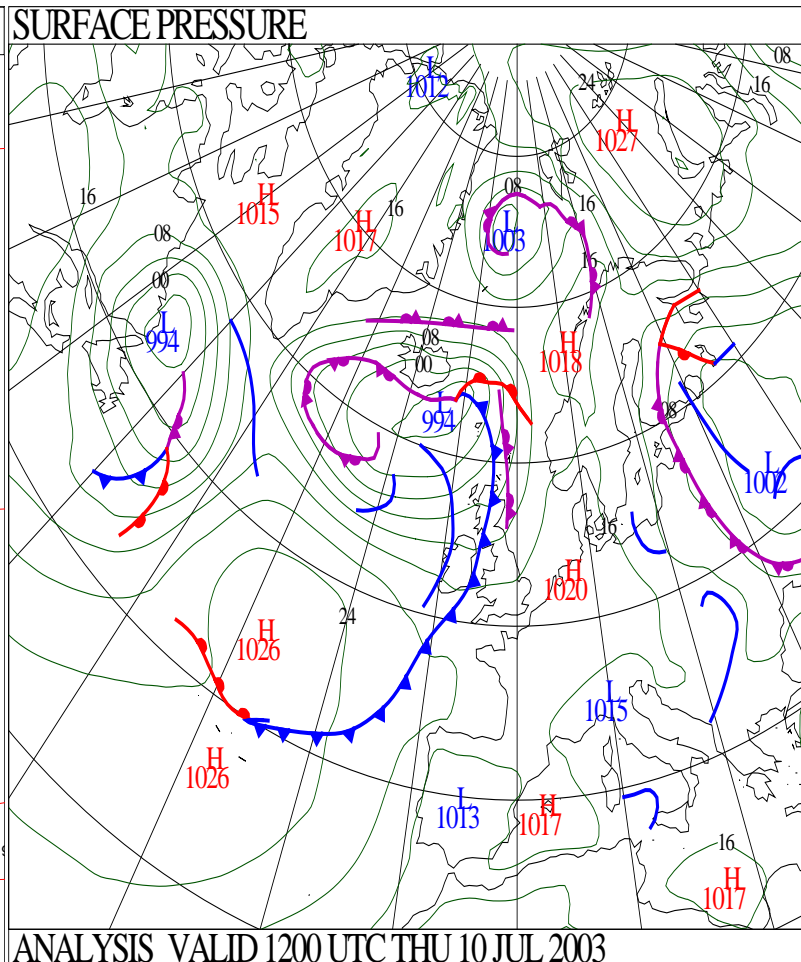 SURFACE PRESSURE
08
L
1012
24
16
H
1027
16
H
1015
16
H
1017
08
L
1003
16
16
08
00
L
994
08
00
H
1018
L
994
08
L
1002
16
H
1020
24
H
1026
L
1015
H
1026
L
1013
H
1017
16
H
1017
ANALYSIS VALID 1200 UTC THU 10 JUL 2003